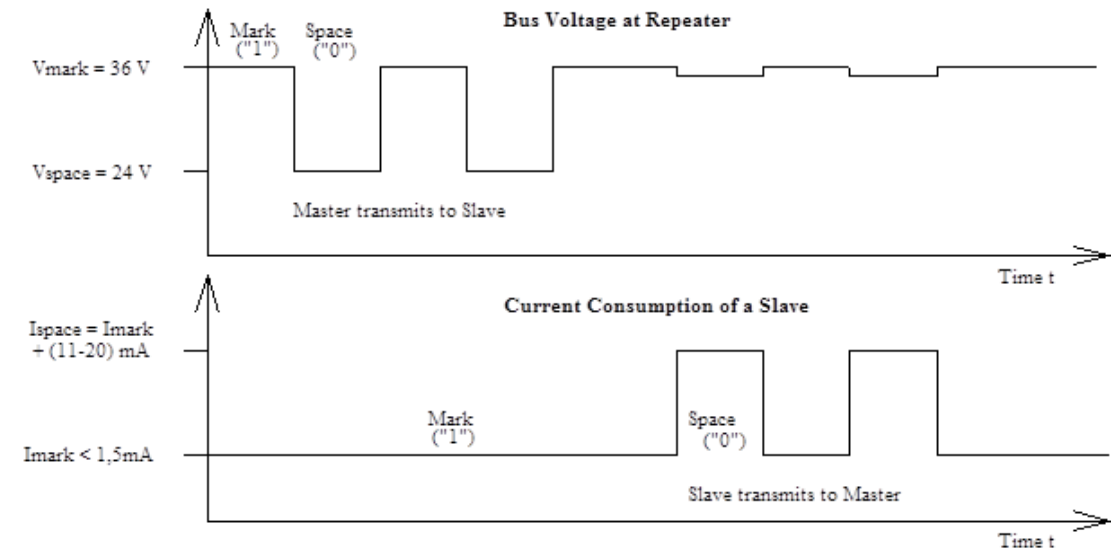 Bus Voltage at Repeater
Mark
("1")
Space
("0")
Vmark = 36 V
Vspace = 24 V
Master transmits to Slave
Time t
Current Consumption of a Slave
Ispace = Imark
+ (11-20) mA
Mark
("1")
Space
("0")
Imark < 1,5mA
Slave transmits to Master
Time t